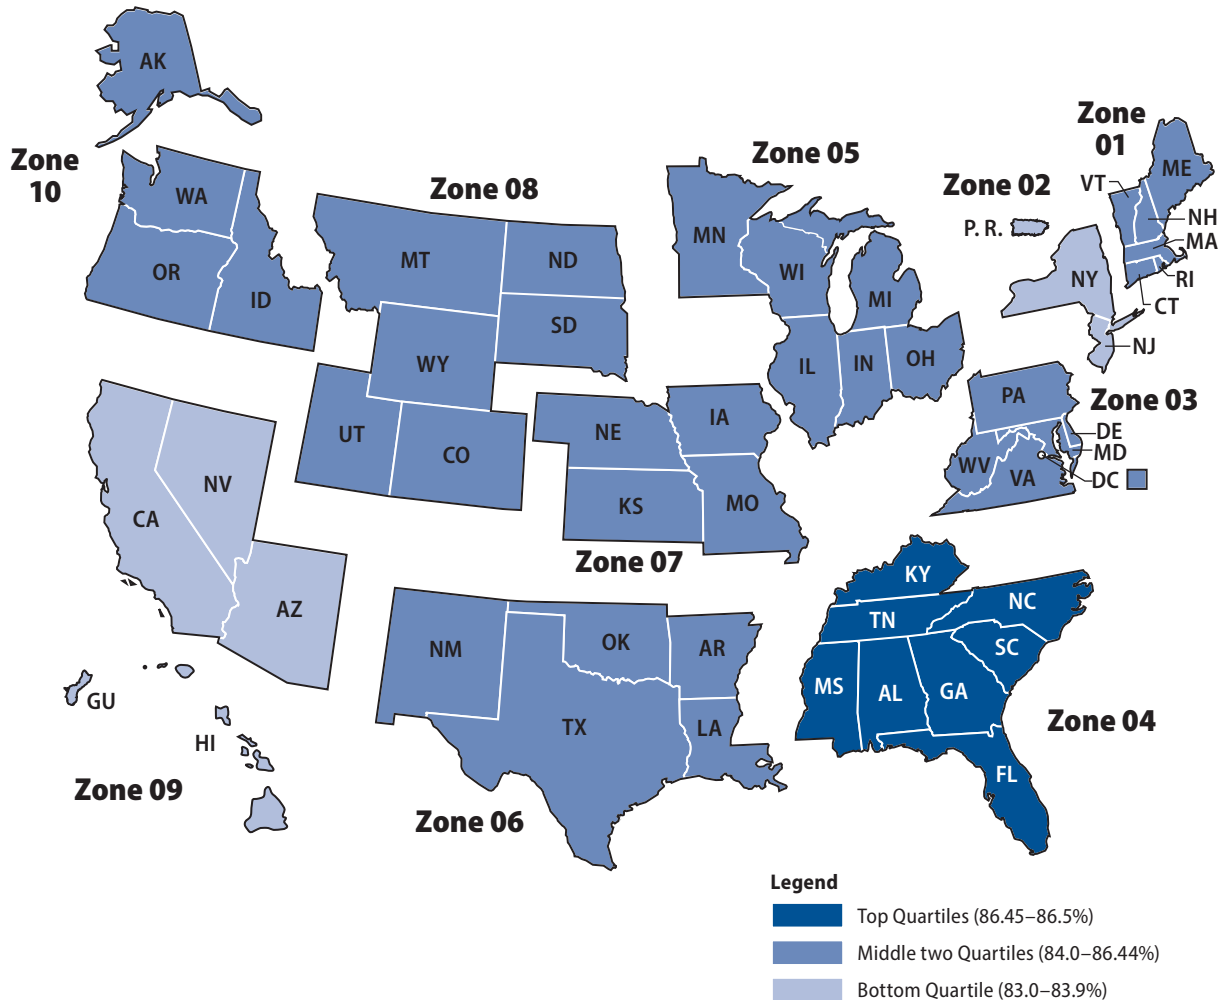 AK
Zone
10
WA
OR
ID
Zone 08
MT
ND
SD
WY
UT
CO
Zone 05
MN
WI
MI
IL
IN
OH
Zone
01
ME
VT
NH
MA
RI
CT
Zone 02
P. R.
NY
NJ
Zone 03
PA
DE
MD
DC
WV
VA
NE
IA
KS
MO
Zone 07
CA
NV
AZ
GU
HI
Zone 09
NM
OK
AR
TX
LA
Zone 06
KY
TN
NC
SC
MS
AL
GA
FL
Zone 04
Legend
Top Quartiles (86.45–86.5%)
Middle two Quartiles (84.0–86.44%)
Bottom Quartile (83.0–83.9%)